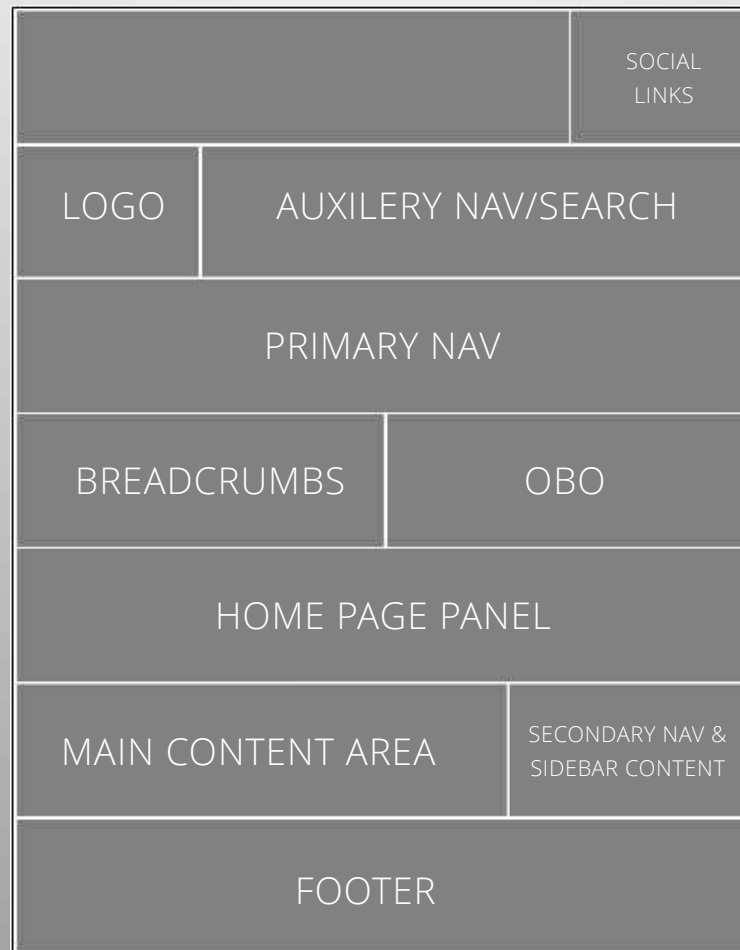 SOCIAL
LINKS
LOGO
AUXILERY NAV/SEARCH
PRIMARY NAV
BREADCRUMBS
OBO
HOME PAGE PANEL
MAIN CONTENT AREA
SECONDARY NAV &
SIDEBAR CONTENT
FOOTER